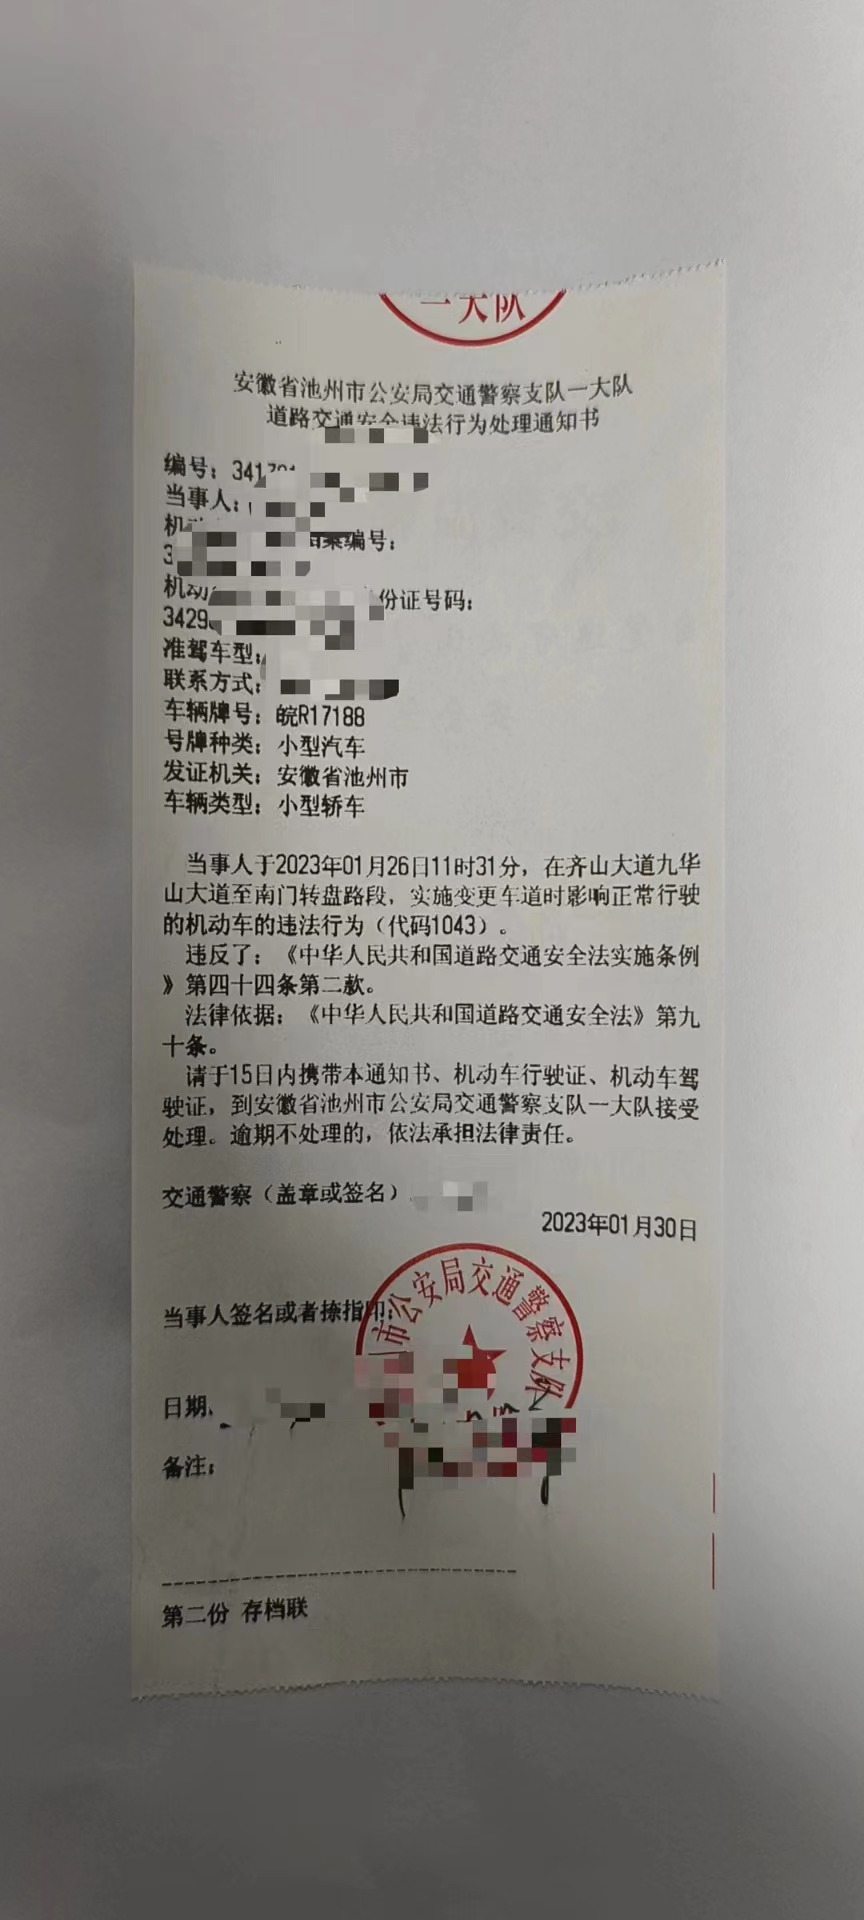 一大队
安徽省池州市公安局交通警察支队一大队
道路交通安全违法行为处理通知书
编号：341
当事人：
机动
案编号：
3
机动
份证号码：
3429
准驾车型：
联系方式：
车辆牌号：皖R17188
号牌种类：小型汽车
发证机关：安徽省池州市
车辆类型：小型轿车
当事人于2023年01月26日11时31分，在齐山大道九华
山大道至南门转盘路段，实施变更车道时影响正常行驶
的机动车的违法行为（代码1043）。
违反了：《中华人民共和国道路交通安全法实施条例
》第四十四条第二款。
法律依据：《中华人民共和国道路交通安全法》第九
十条。
请于15日内携带本通知书、机动车行驶证、机动车驾
驶证，到安徽省池州市公安局交通警察支队一大队接受
处理。逾期不处理的，依法承担法律责任。
交通警察（盖章或签名）
2023年01月30日
市公安局交通警察支队
当事人签名或者捺指印：
日期
备注：
第二份 存档联